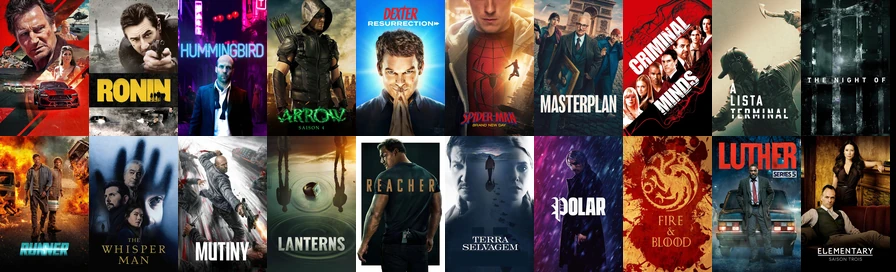 RONIN
HUMMINGBIRD
ARROW
SAISON 4
DEXTER
RESURRECTION
SPIDER-MAN
BRAND NEW DAY
MASTERPLAN
CRIMINAL
MINDS
A
LISTA
TERMINAL
THE NIGHT OF
RUNNER
THE
WHISPER
MAN
MUTINY
LANTERNS
REACHER
TERRA
SELVAGEM
POLAR
FIRE
&
BLOOD
LUTHER
SERIES 5
ELEMENTARY
SAISON TROIS